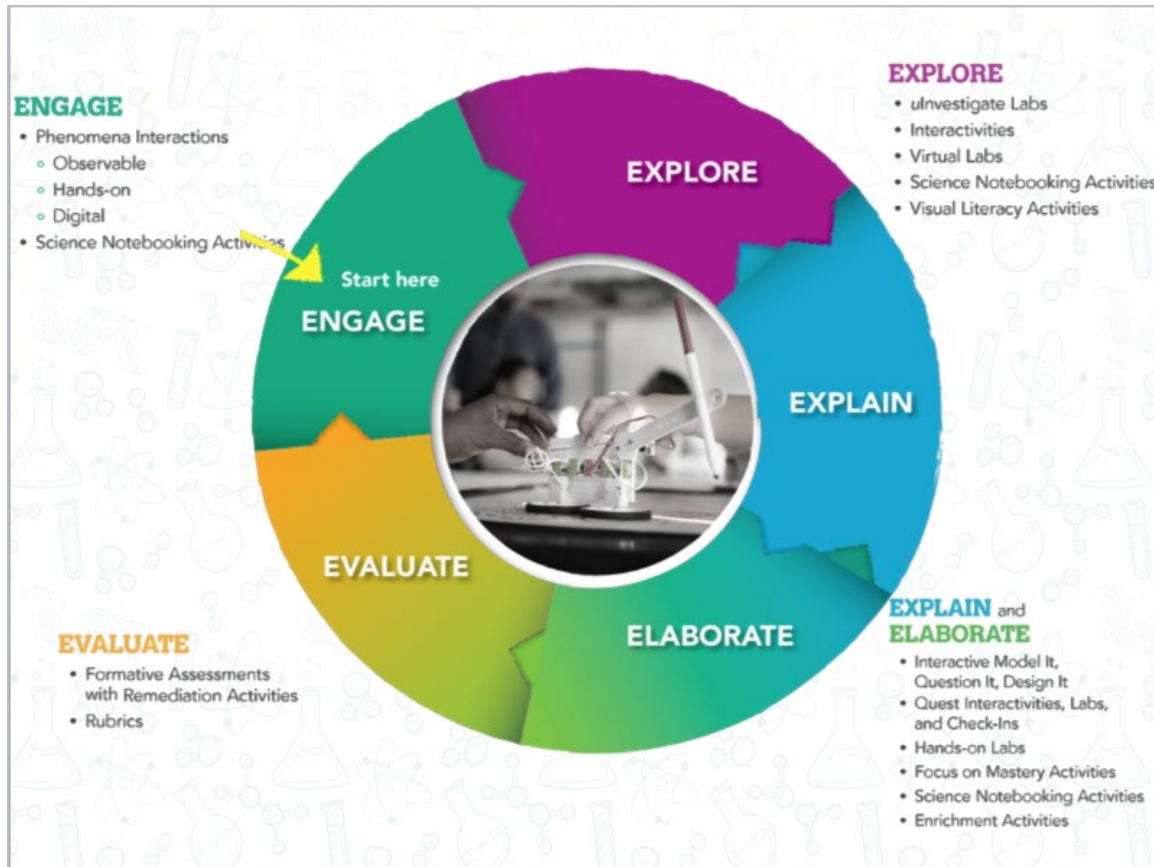 ENGAGE
• Phenomena Interactions
∘ Observable
∘ Hands-on
∘ Digital
• Science Notebooking Activities
EXPLORE
• uInvestigate Labs
• Interactivities
• Virtual Labs
• Science Notebooking Activities
• Visual Literacy Activities
EXPLORE
Start here
ENGAGE
EXPLAIN
EVALUATE
ELABORATE
EVALUATE
• Formative Assessments
with Remediation Activities
• Rubrics
EXPLAIN and
ELABORATE
• Interactive Model It,
Question It, Design It
• Quest Interactivities, Labs,
and Check-Ins
• Hands-on Labs
• Focus on Mastery Activities
• Science Notebooking Activities
• Enrichment Activities